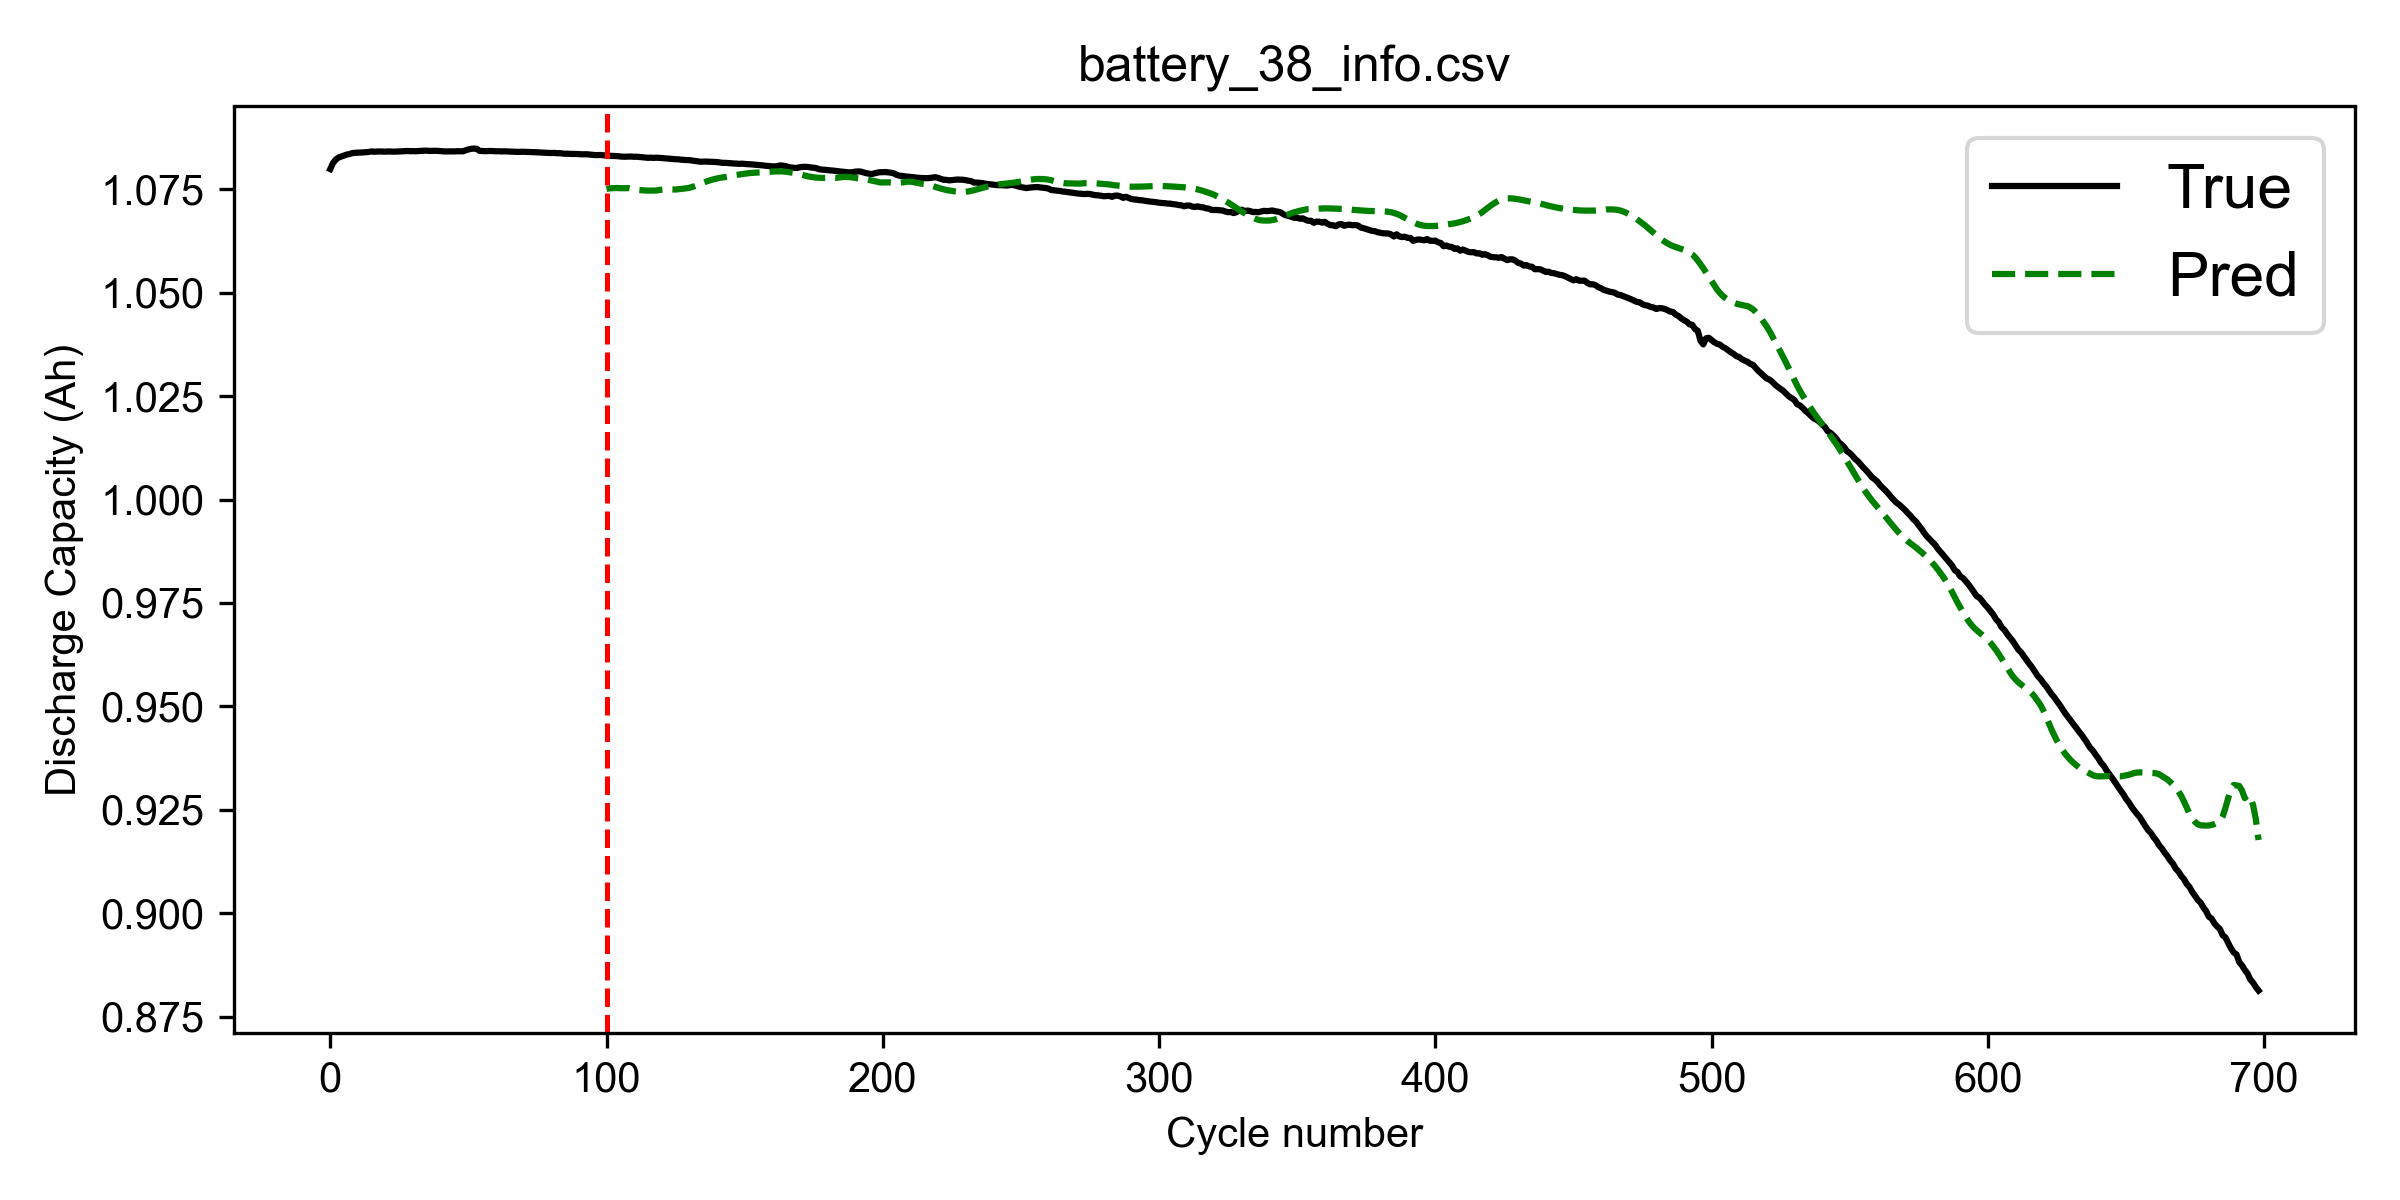 battery_38_info.csv
True
Pred
Discharge Capacity (Ah)
1.075
1.050
1.025
1.000
0.975
0.950
0.925
0.900
0.875
0 100 200 300 400 500 600 700
Cycle number